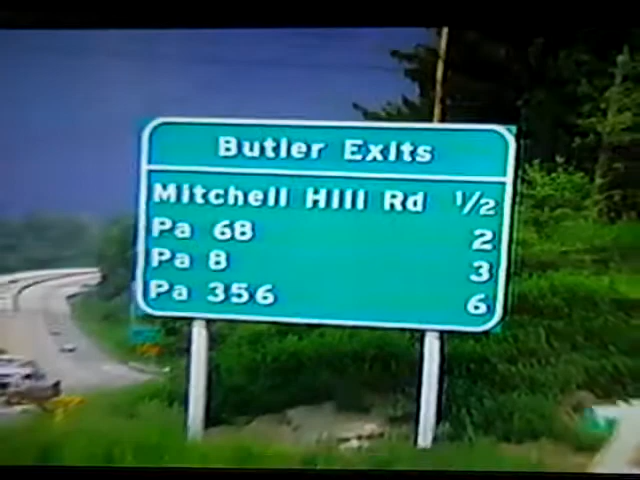 Butler Exits
Mitchell Hill Rd 1/2
Pa 68 2
Pa 8 3
Pa 356 6